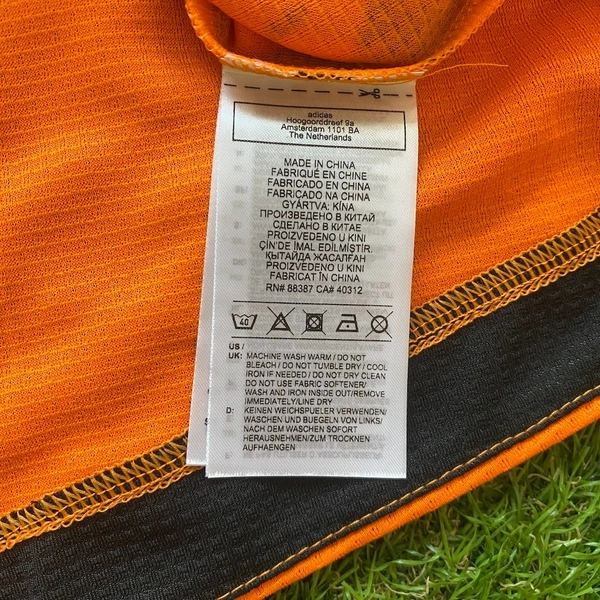 adidas
Hoogoorddreef 9a
Amsterdam 1101 BA
The Netherlands
MADE IN CHINA
FABRIQUÉ EN CHINE
FABRICADO EN CHINA
FABRICADO NA CHINA
GYÁRTVA: KÍNA
ПРОИЗВЕДЕНО В КИТАЙ
СДЕЛАНО В КИТАЕ
PROIZVEDENO U KINI
ÇİN'DE İMAL EDİLMİŞTİR.
ҚЫТАЙДА ЖАСАЛҒАН
PROIZVEDENO U KINI
FABRICAT ÎN CHINA
RN# 88387 CA# 40312
40
US /
UK: MACHINE WASH WARM / DO NOT
BLEACH / DO NOT TUMBLE DRY / COOL
IRON IF NEEDED / DO NOT DRY CLEAN
DO NOT USE FABRIC SOFTENER/
WASH AND IRON INSIDE OUT/REMOVE
IMMEDIATELY/LINE DRY
D: KEINEN WEICHSPUELER VERWENDEN/
WASCHEN UND BUEGELN VON LINKS/
NACH DEM WASCHEN SOFORT
HERAUSNEHMEN/ZUM TROCKNEN
AUFHAENGEN